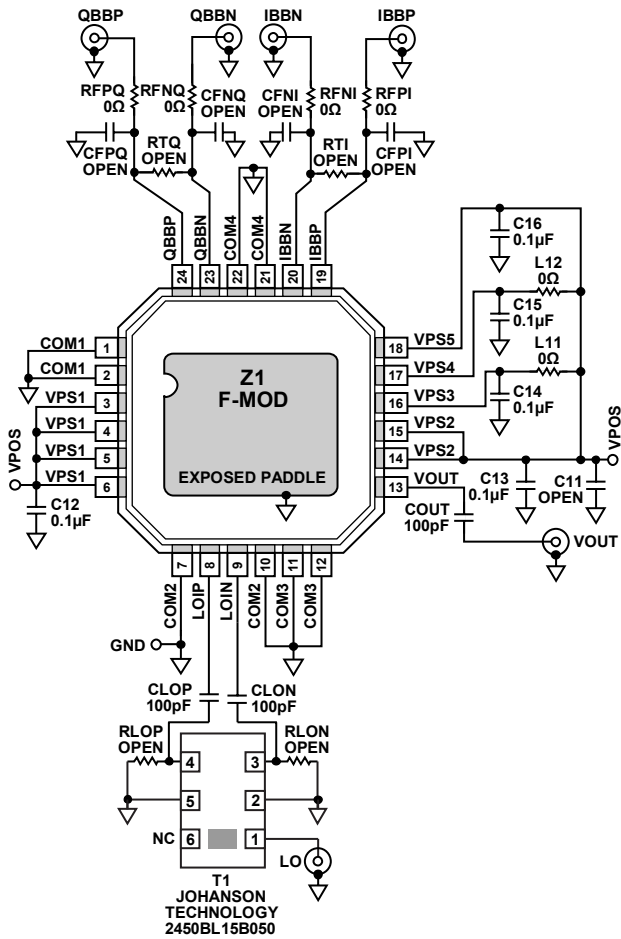 QBBP
QBBN
IBBN
IBBP
RFPQ
0Ω
RFNQ
0Ω
CFNQ
OPEN
CFNI
OPEN
RFNI
0Ω
RFPI
0Ω
CFPQ
OPEN
RTQ
OPEN
RTI
OPEN
CFPI
OPEN
QBBP
QBBN
COM4
COM4
IBBN
IBBP
24
23
22
21
20
19
C16
0.1µF
L12
0Ω
C15
0.1µF
L11
0Ω
C14
0.1µF
COM1
1
COM1
2
VPS1
3
VPS1
4
VPS1
5
VPS1
6
VPOS
C12
0.1µF
Z1
F-MOD
EXPOSED PADDLE
18
VPS5
17
VPS4
16
VPS3
15
VPS2
14
VPS2
13
VOUT
VPOS
C13
0.1µF
C11
OPEN
COUT
100pF
VOUT
7
8
9
10
11
12
COM2
LOIP
LOIN
COM2
COM3
COM3
GND
CLOP
100pF
CLON
100pF
RLOP
OPEN
RLON
OPEN
4
3
5
2
NC
6
1
LO
T1
JOHANSON
TECHNOLOGY
2450BL15B050